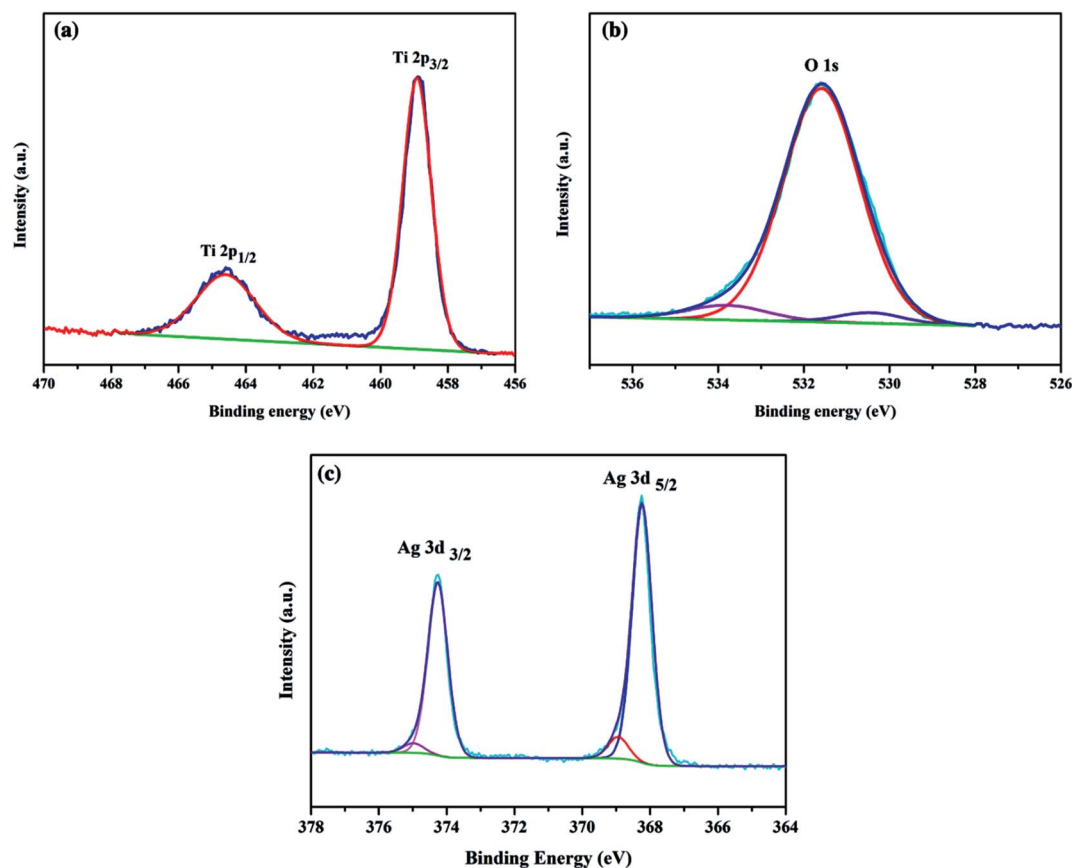 (a)
Ti 2p3/2
Ti 2p1/2
Intensity (a.u.)
470 468 466 464 462 460 458 456
Binding energy (eV)
(b)
O 1s
Intensity (a.u.)
536 534 532 530 528 526
Binding energy (eV)
(c)
Ag 3d 5/2
Ag 3d 3/2
Intensity (a.u.)
378 376 374 372 370 368 366 364
Binding Energy (eV)